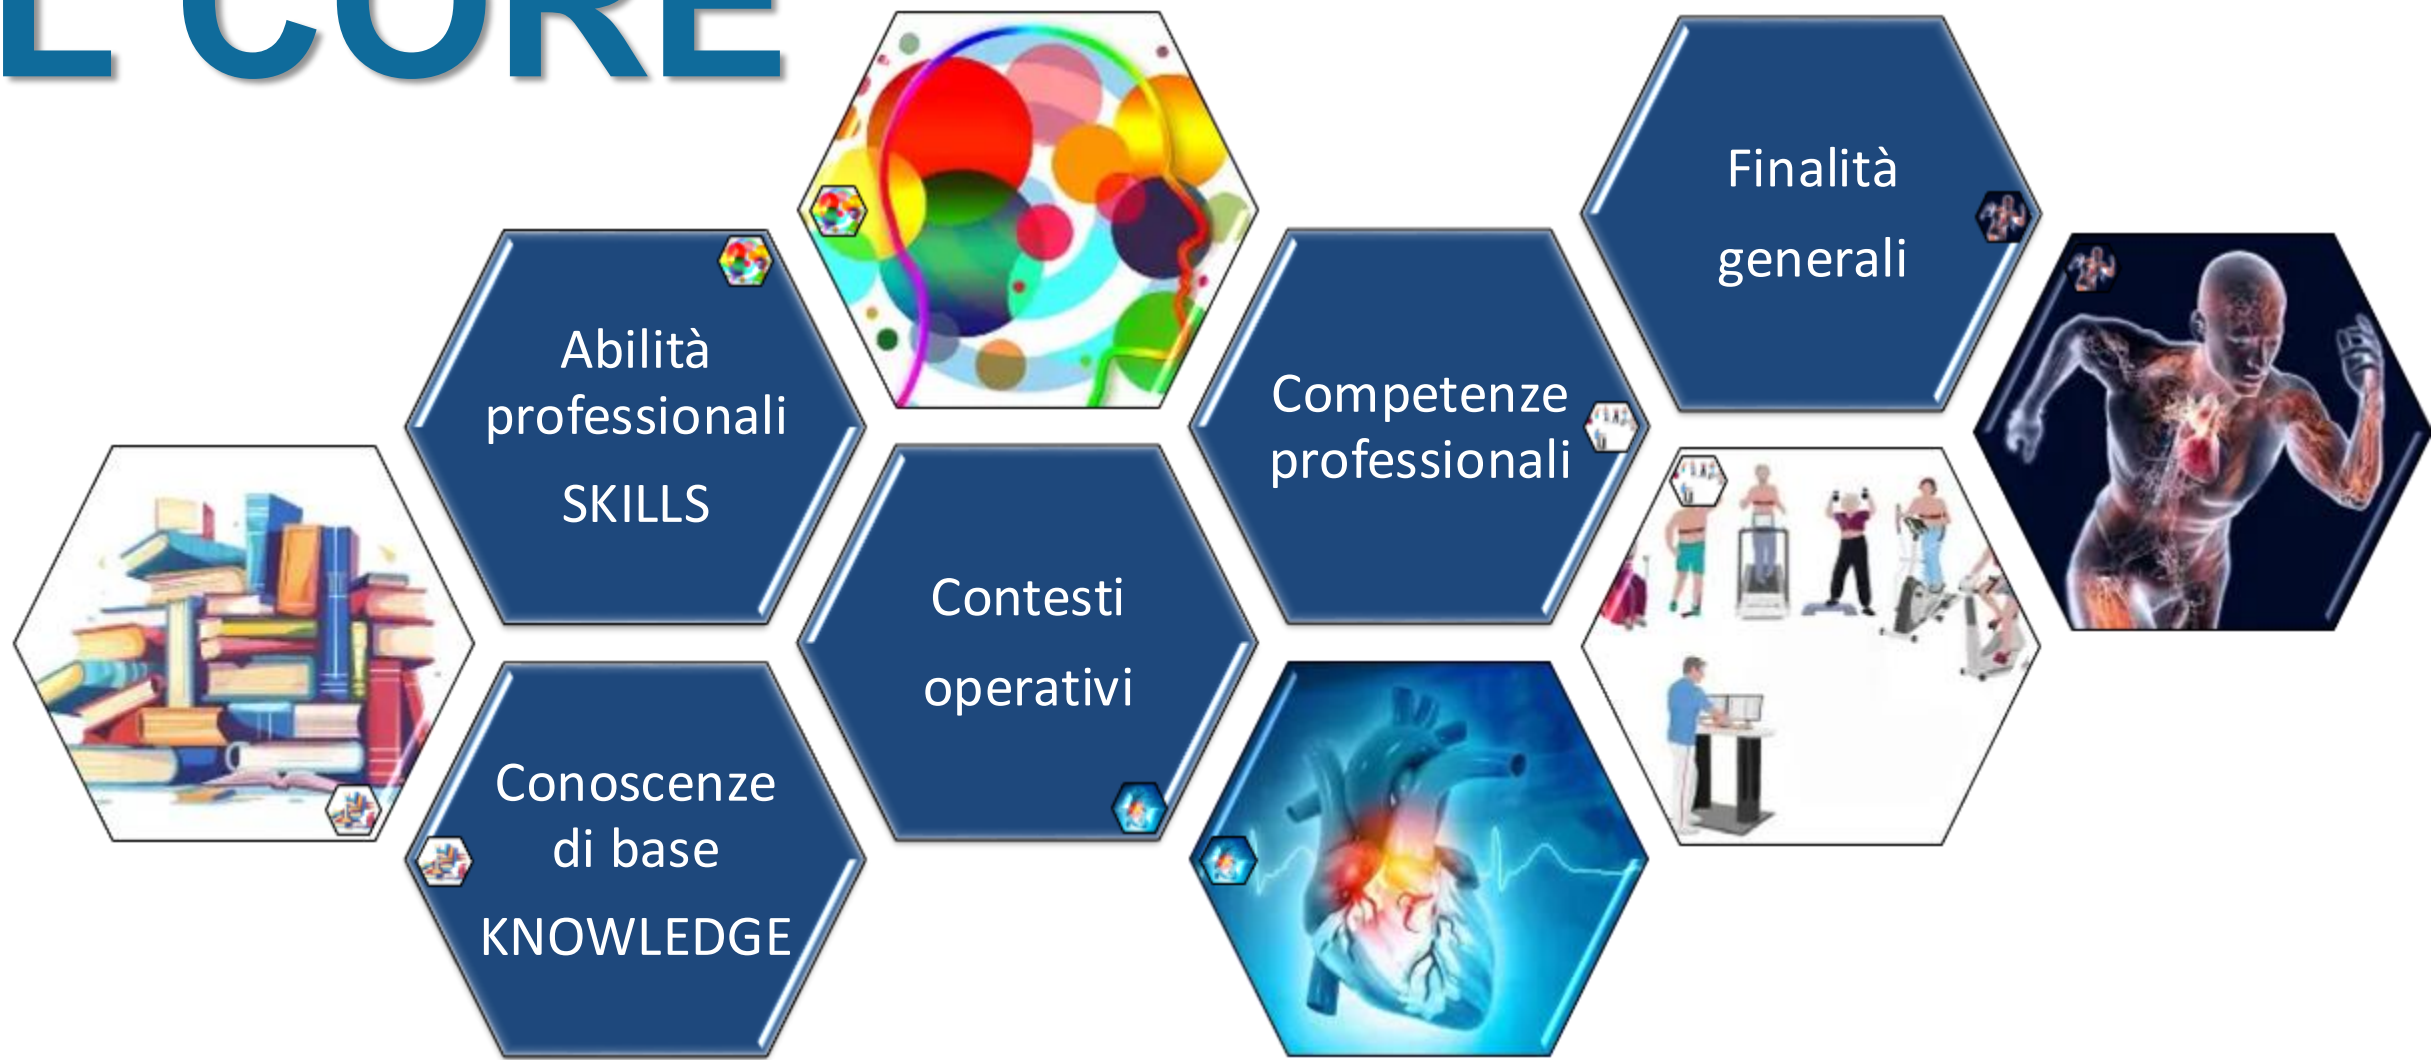 L CORE
Abilità
professionali
SKILLS
Conoscenze
di base
KNOWLEDGE
Contesti
operativi
Competenze
professionali
Finalità
generali